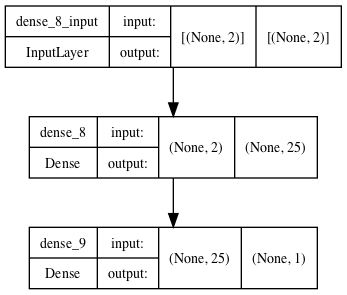 dense_8_input input: [(None, 2)] [(None, 2)]
InputLayer output:
dense_8 input: (None, 2) (None, 25)
Dense output:
dense_9 input: (None, 25) (None, 1)
Dense output: